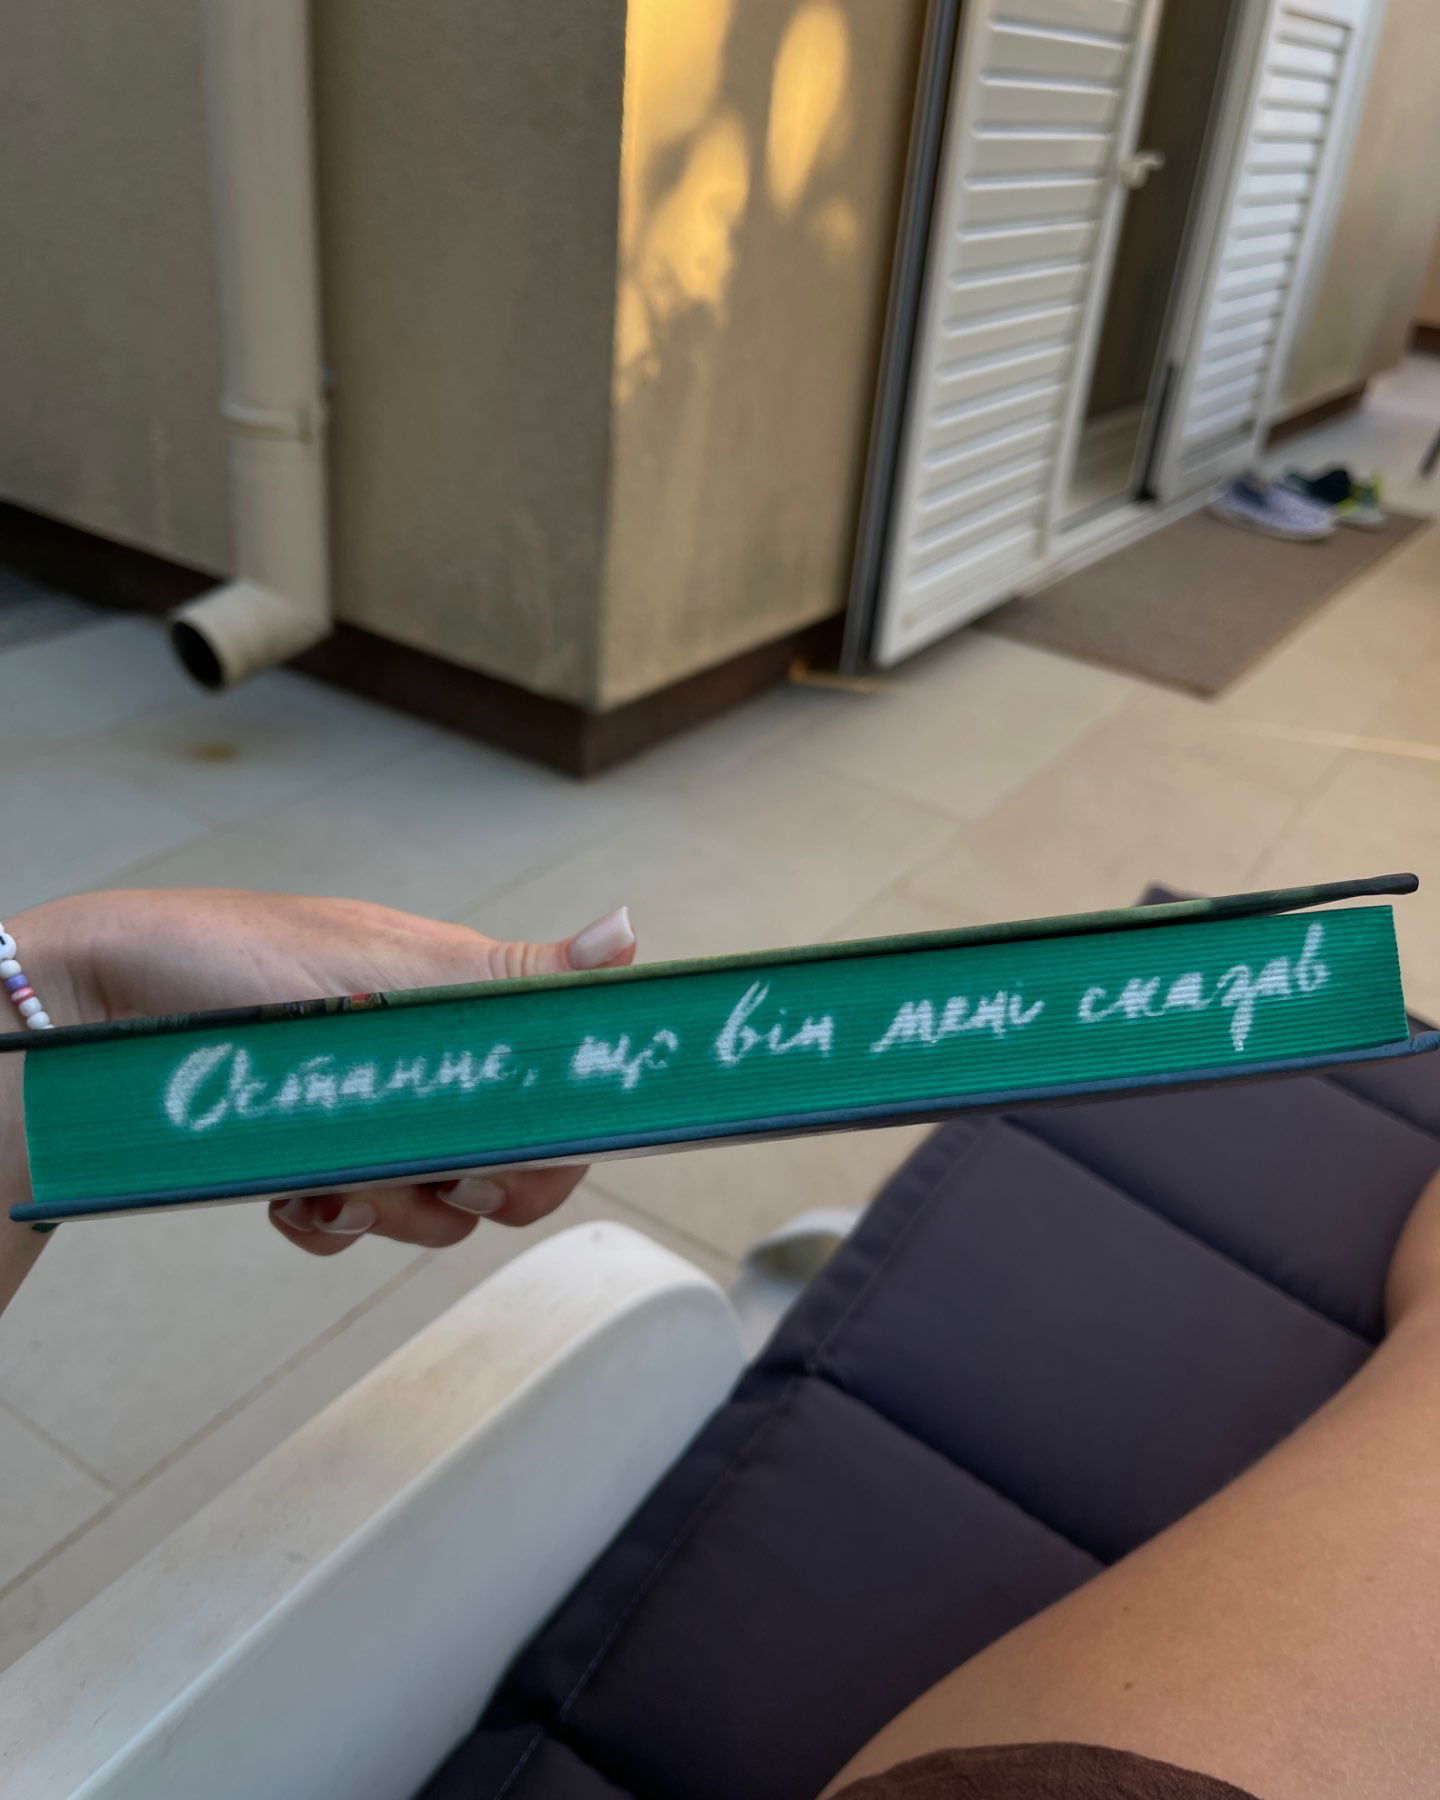 Останнє, що він мені сказав